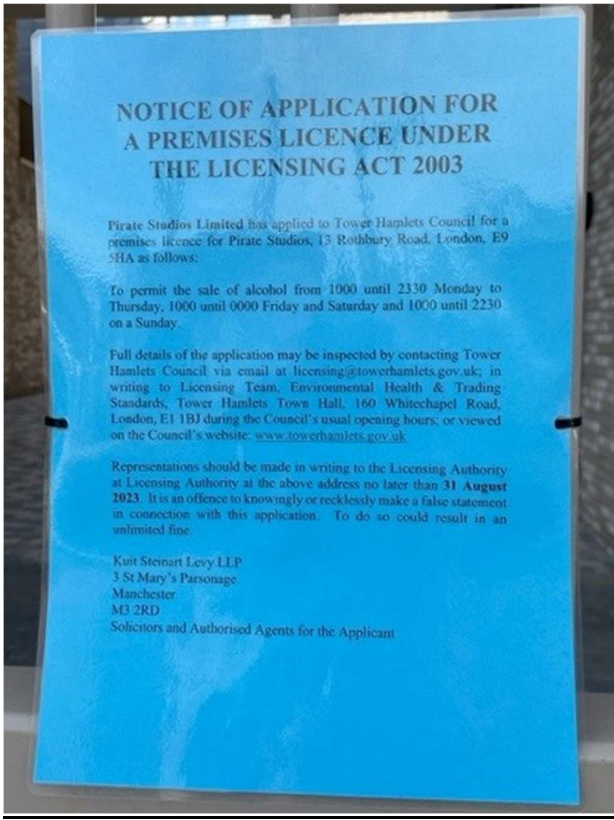 NOTICE OF APPLICATION FOR
A PREMISES LICENCE UNDER
THE LICENSING ACT 2003
Pirate Studios Limited has applied to Tower Hamlets Council for a
premises licence for Pirate Studios, 13 Rothbury Road, London, E9
5HA as follows:
To permit the sale of alcohol from 1000 until 2330 Monday to
Thursday, 1000 until 0000 Friday and Saturday and 1000 until 2230
on a Sunday.
Full details of the application may be inspected by contacting Tower
Hamlets Council via email at licensing@towerhamlets.gov.uk; in
writing to Licensing Team, Environmental Health & Trading
Standards, Tower Hamlets Town Hall, 160 Whitechapel Road,
London, E1 1BJ during the Council's usual opening hours; or viewed
on the Council's website: www.towerhamlets.gov.uk
Representations should be made in writing to the Licensing Authority
at Licensing Authority at the above address no later than 31 August
2023. It is an offence to knowingly or recklessly make a false statement
in connection with this application. To do so could result in an
unlimited fine.
Kuit Steinart Levy LLP
3 St Mary's Parsonage
Manchester
M3 2RD
Solicitors and Authorised Agents for the Applicant